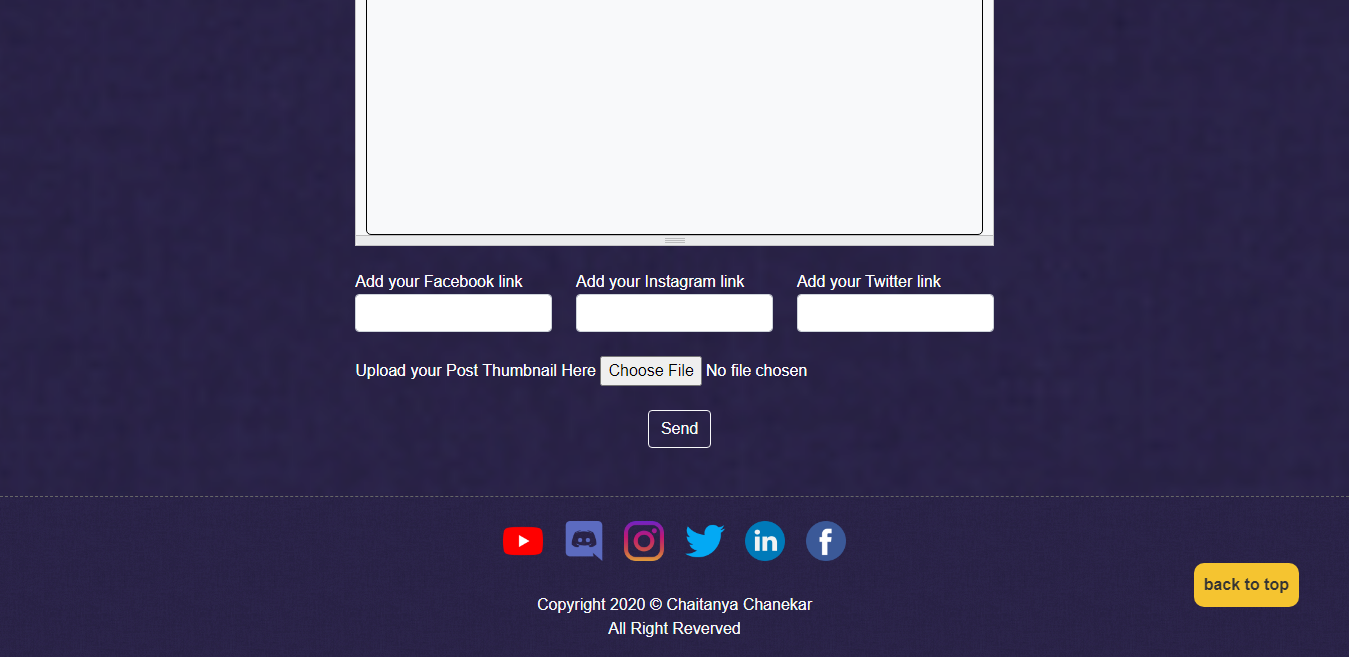 Add your Facebook link Add your Instagram link Add your Twitter link
Upload your Post Thumbnail Here Choose File No file chosen
Send
back to top
Copyright 2020 © Chaitanya Chanekar
All Right Reverved